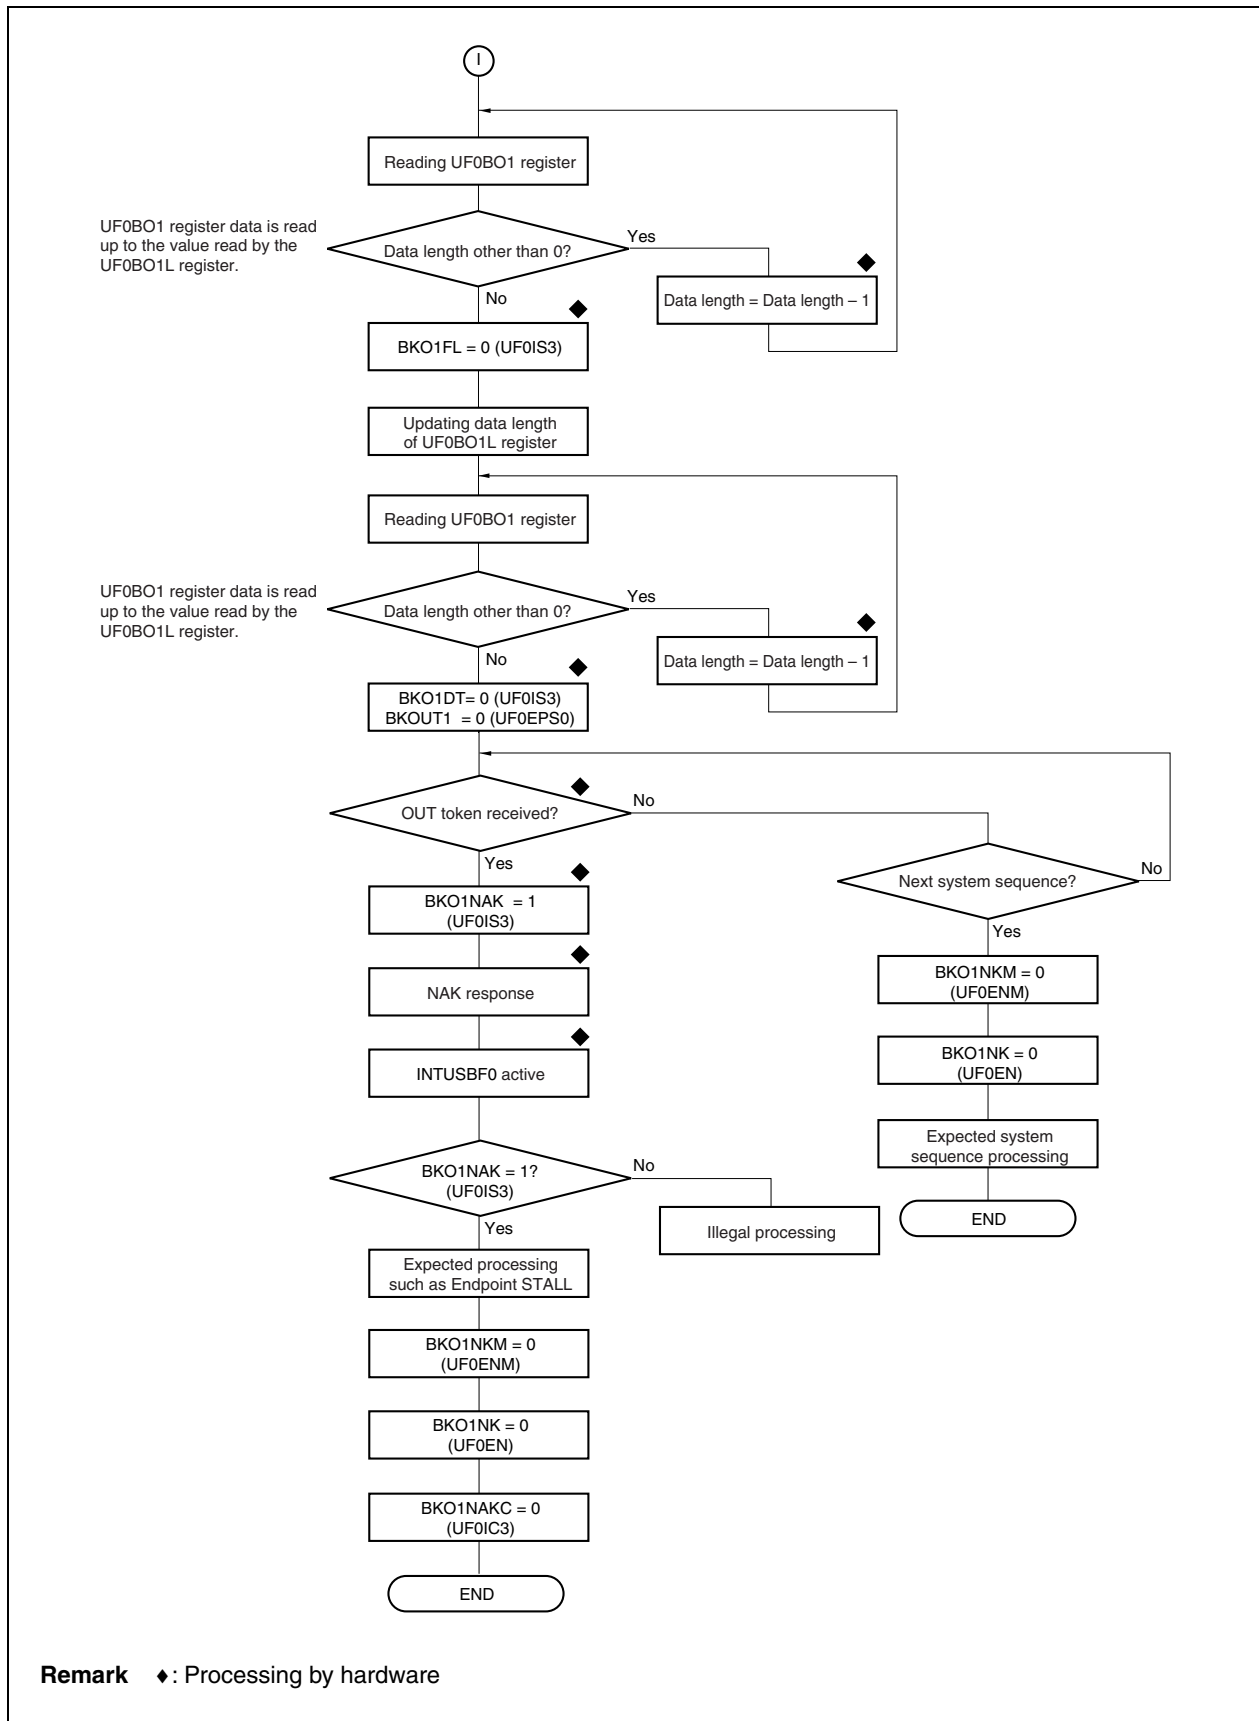 I
Reading UF0BO1 register
UF0BO1 register data is read
up to the value read by the
UF0BO1L register.
Data length other than 0?
Yes
Data length = Data length – 1
No
BKO1FL = 0 (UF0IS3)
Updating data length
of UF0BO1L register
Reading UF0BO1 register
UF0BO1 register data is read
up to the value read by the
UF0BO1L register.
Data length other than 0?
Yes
Data length = Data length – 1
No
BKO1DT= 0 (UF0IS3)
BKOUT1 = 0 (UF0EPS0)
OUT token received?
No
Yes
Next system sequence?
No
Yes
BKO1NAK = 1
(UF0IS3)
NAK response
INTUSBF0 active
BKO1NKM = 0
(UF0ENM)
BKO1NK = 0
(UF0EN)
Expected system
sequence processing
END
BKO1NAK = 1?
(UF0IS3)
No
Illegal processing
Yes
Expected processing
such as Endpoint STALL
BKO1NKM = 0
(UF0ENM)
BKO1NK = 0
(UF0EN)
BKO1NAKC = 0
(UF0IC3)
END
Remark ♦: Processing by hardware